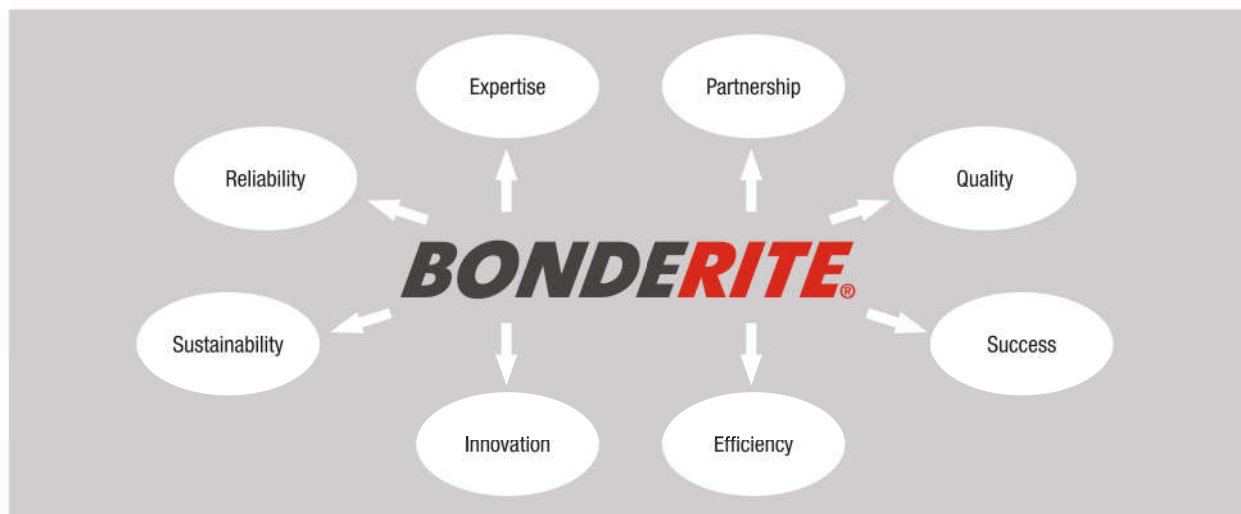 Expertise
Partnership
Reliability
Quality
BONDERITE®
Sustainability
Success
Innovation
Efficiency